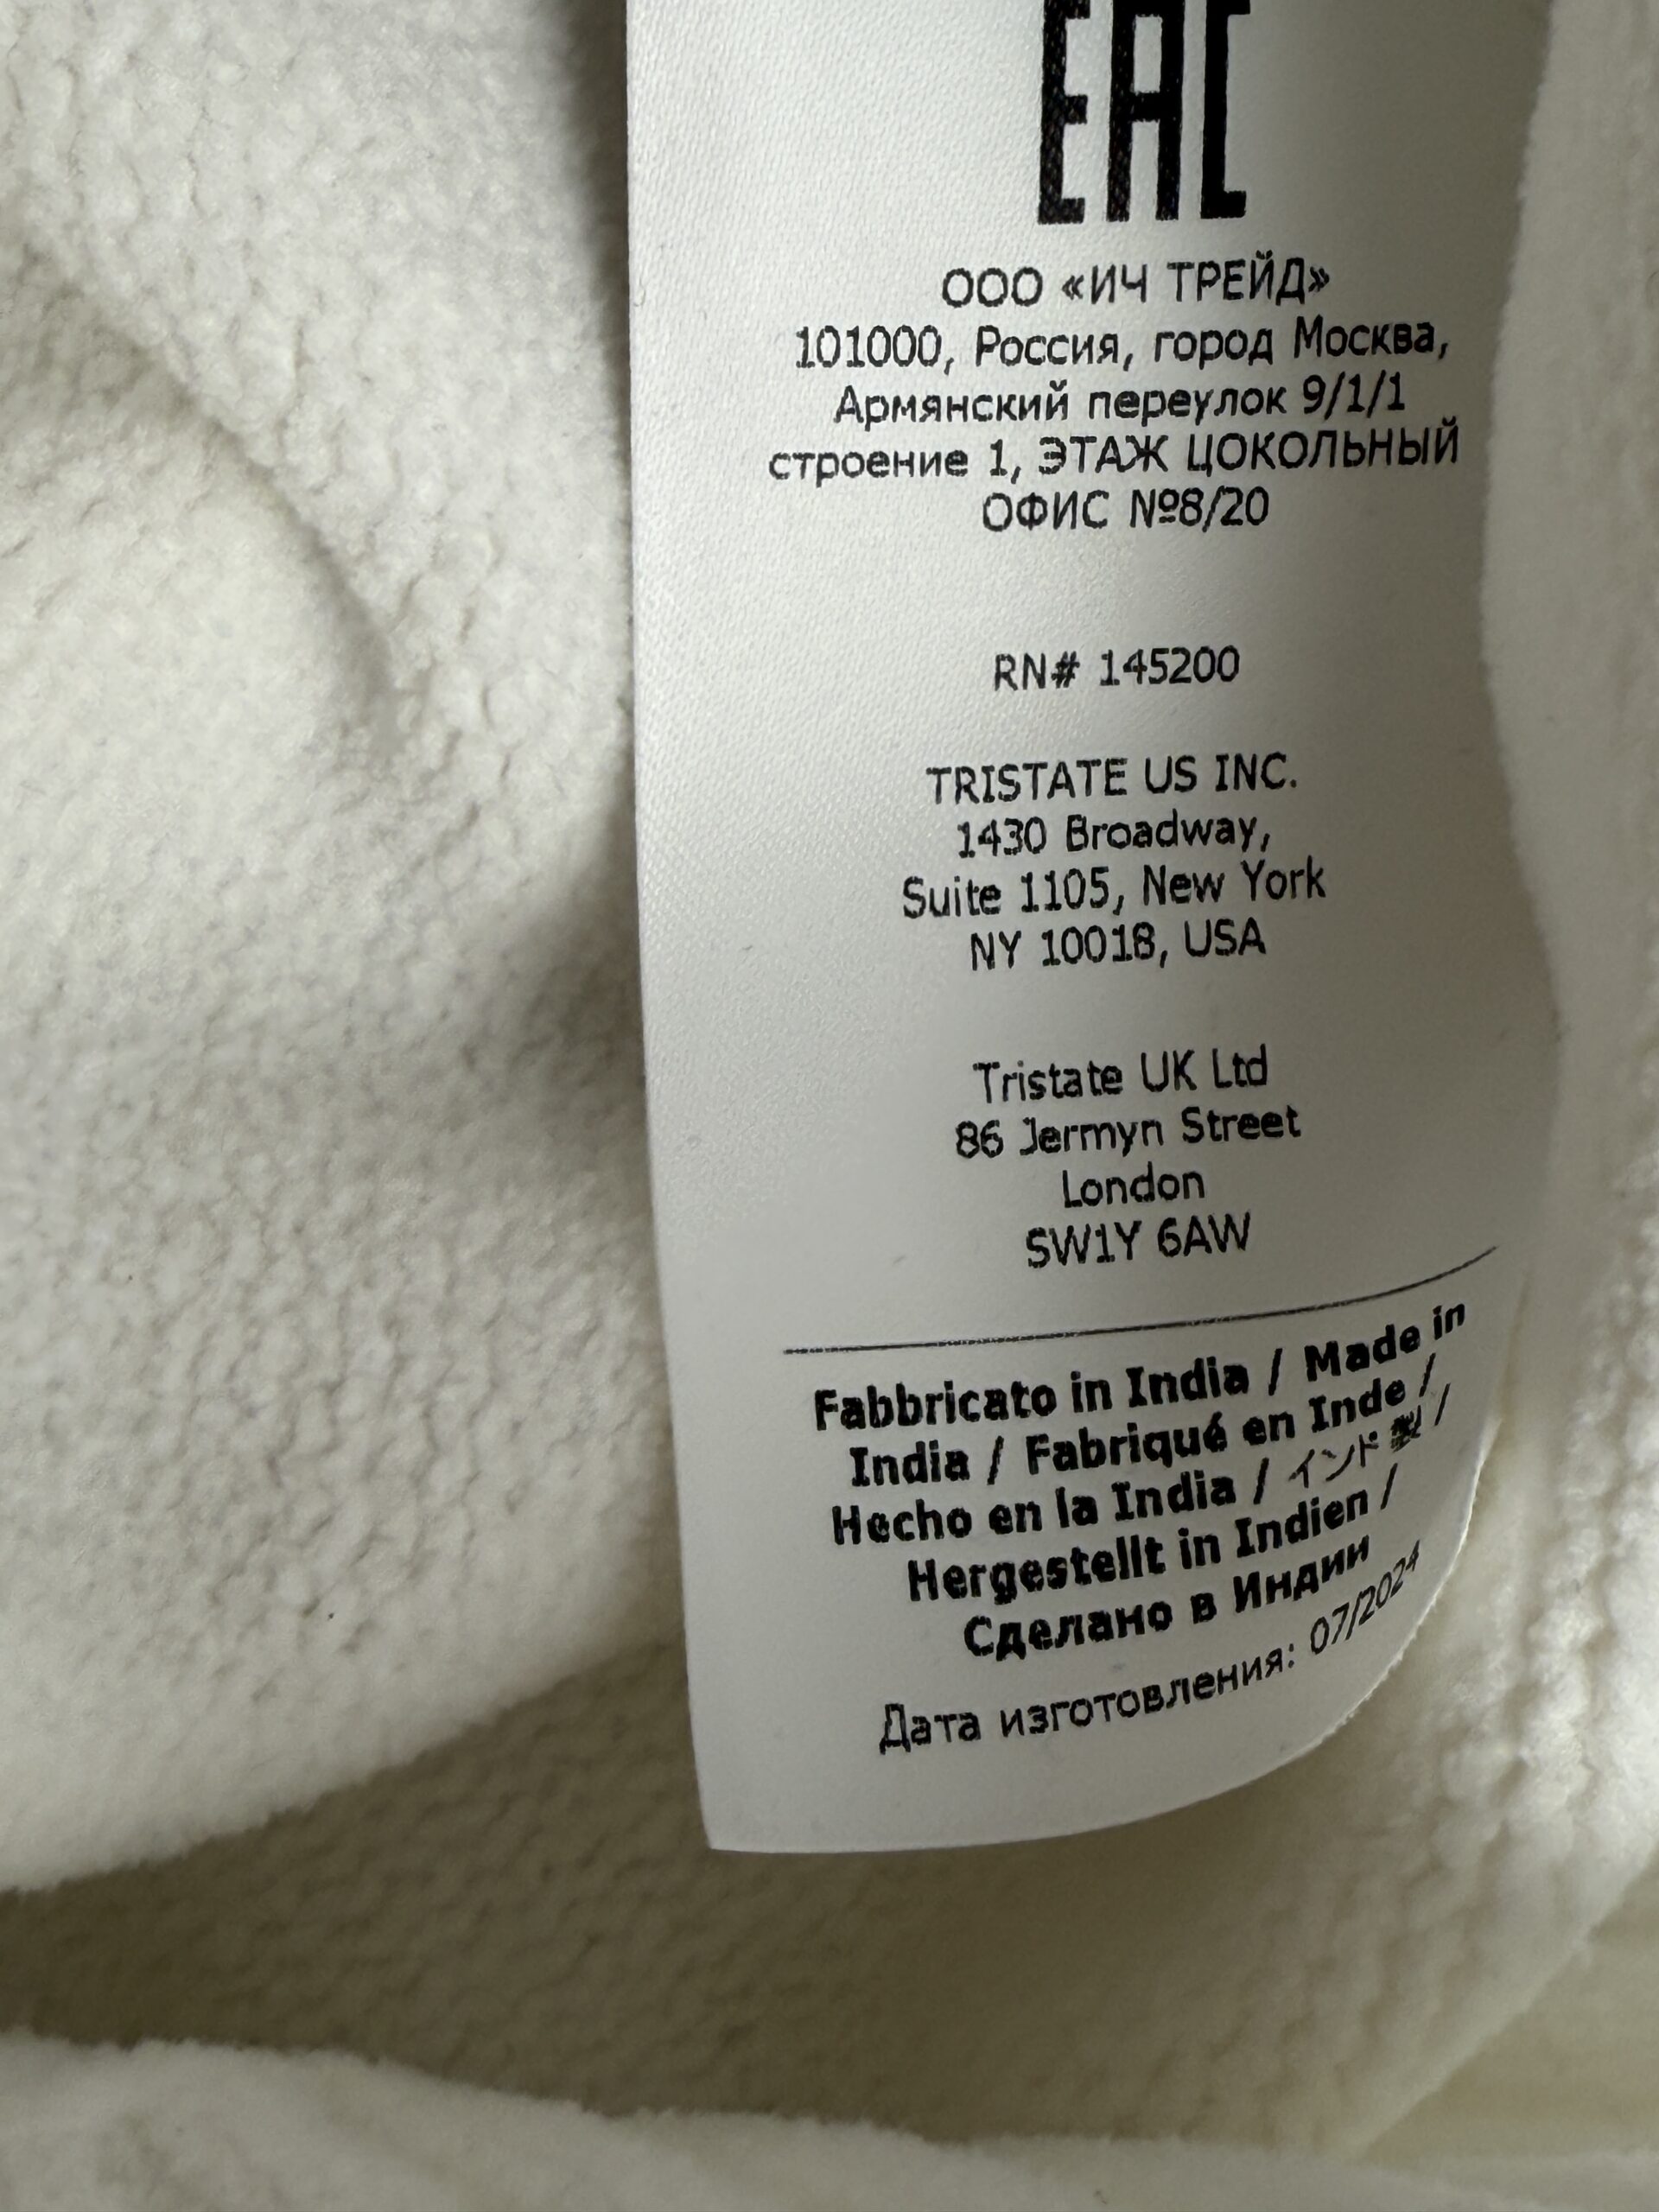 EAC
ООО «ИЧ ТРЕЙД»
101000, Россия, город Москва,
Армянский переулок 9/1/1
строение 1, ЭТАЖ ЦОКОЛЬНЫЙ
ОФИС №8/20
RN# 145200
TRISTATE US INC.
1430 Broadway,
Suite 1105, New York
NY 10018, USA
Tristate UK Ltd
86 Jermyn Street
London
SW1Y 6AW
Fabbricato in India / Made in
India / Fabriqué en Inde /
Hecho en la India / インド製 /
Hergestellt in Indien /
Сделано в Индии
Дата изготовления: 07/2024